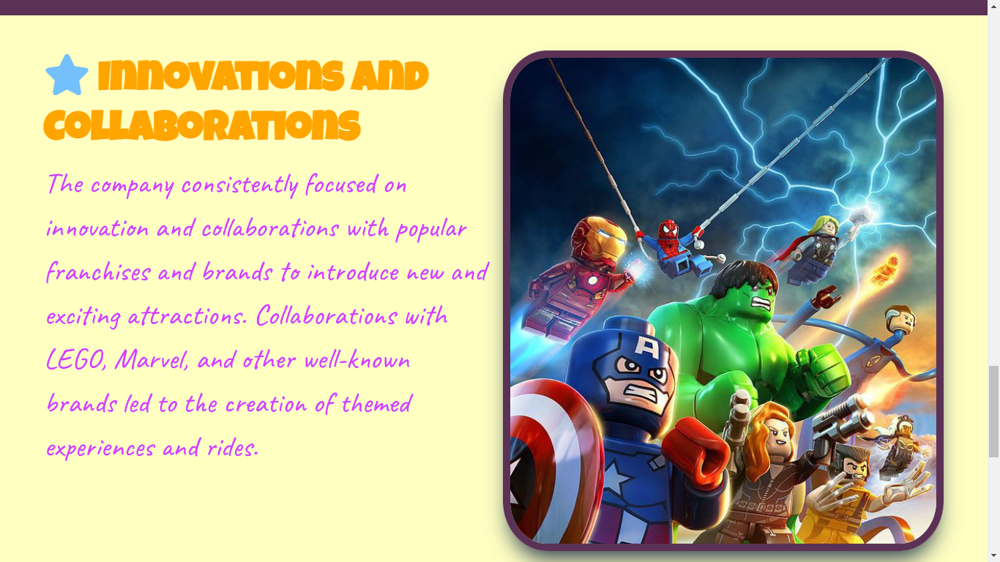 Innovations and
Collaborations
The company consistently focused on
innovation and collaborations with popular
franchises and brands to introduce new and
exciting attractions. Collaborations with
LEGO, Marvel, and other well-known
brands led to the creation of themed
experiences and rides.
A